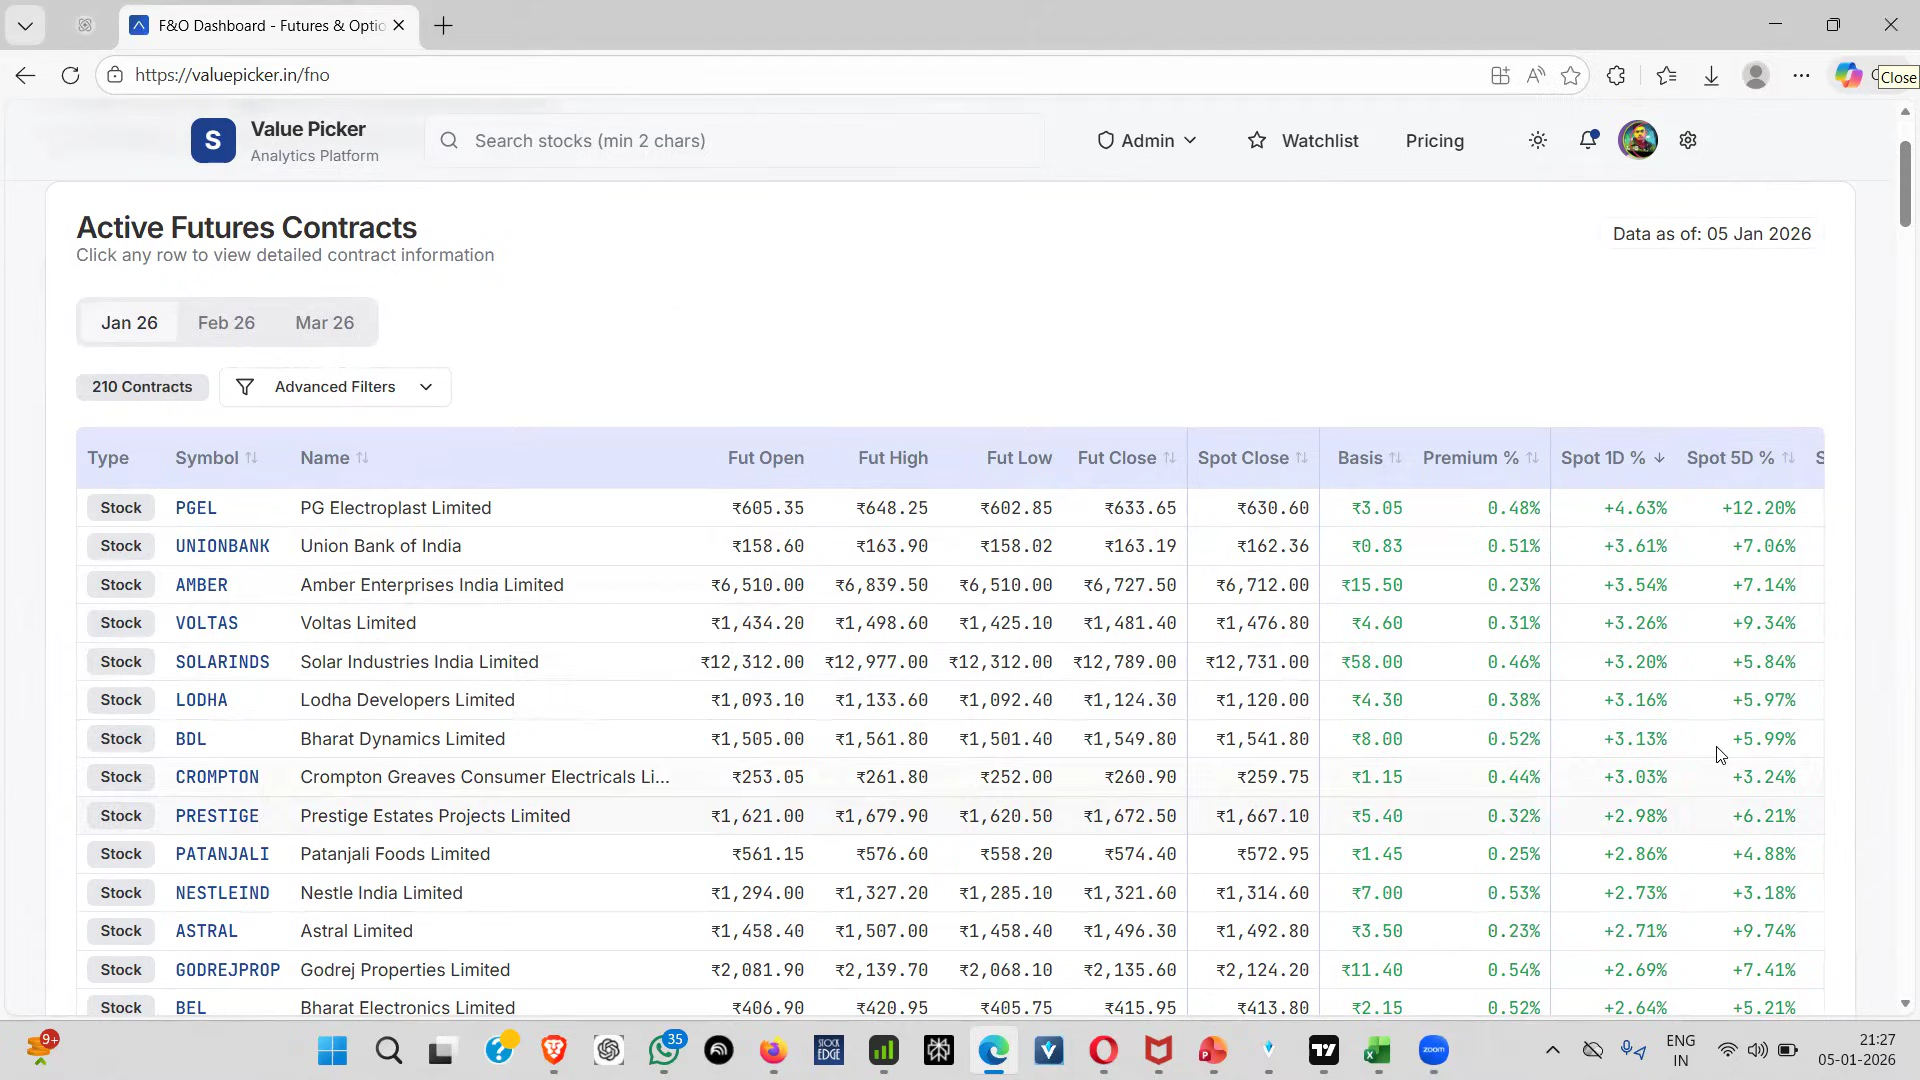 F&O Dashboard - Futures & Optio
https://valuepicker.in/fno
Close
S
Value Picker
Analytics Platform
Search stocks (min 2 chars)
Admin
Watchlist
Pricing
Active Futures Contracts
Click any row to view detailed contract information
Data as of: 05 Jan 2026
Jan 26 Feb 26 Mar 26
210 Contracts Advanced Filters
Type Symbol Name Fut Open Fut High Fut Low Fut Close Spot Close Basis Premium % Spot 1D % Spot 5D % S
Stock PGEL PG Electroplast Limited ₹605.35 ₹648.25 ₹602.85 ₹633.65 ₹630.60 ₹3.05 0.48% +4.63% +12.20%
Stock UNIONBANK Union Bank of India ₹158.60 ₹163.90 ₹158.02 ₹163.19 ₹162.36 ₹0.83 0.51% +3.61% +7.06%
Stock AMBER Amber Enterprises India Limited ₹6,510.00 ₹6,839.50 ₹6,510.00 ₹6,727.50 ₹6,712.00 ₹15.50 0.23% +3.54% +7.14%
Stock VOLTAS Voltas Limited ₹1,434.20 ₹1,498.60 ₹1,425.10 ₹1,481.40 ₹1,476.80 ₹4.60 0.31% +3.26% +9.34%
Stock SOLARINDS Solar Industries India Limited ₹12,312.00 ₹12,977.00 ₹12,312.00 ₹12,789.00 ₹12,731.00 ₹58.00 0.46% +3.20% +5.84%
Stock LODHA Lodha Developers Limited ₹1,093.10 ₹1,133.60 ₹1,092.40 ₹1,124.30 ₹1,120.00 ₹4.30 0.38% +3.16% +5.97%
Stock BDL Bharat Dynamics Limited ₹1,505.00 ₹1,561.80 ₹1,501.40 ₹1,549.80 ₹1,541.80 ₹8.00 0.52% +3.13% +5.99%
Stock CROMPTON Crompton Greaves Consumer Electricals Li... ₹253.05 ₹261.80 ₹252.00 ₹260.90 ₹259.75 ₹1.15 0.44% +3.03% +3.24%
Stock PRESTIGE Prestige Estates Projects Limited ₹1,621.00 ₹1,679.90 ₹1,620.50 ₹1,672.50 ₹1,667.10 ₹5.40 0.32% +2.98% +6.21%
Stock PATANJALI Patanjali Foods Limited ₹561.15 ₹576.60 ₹558.20 ₹574.40 ₹572.95 ₹1.45 0.25% +2.86% +4.88%
Stock NESTLEIND Nestle India Limited ₹1,294.00 ₹1,327.20 ₹1,285.10 ₹1,321.60 ₹1,314.60 ₹7.00 0.53% +2.73% +3.18%
Stock ASTRAL Astral Limited ₹1,458.40 ₹1,507.00 ₹1,458.40 ₹1,496.30 ₹1,492.80 ₹3.50 0.23% +2.71% +9.74%
Stock GODREJPROP Godrej Properties Limited ₹2,081.90 ₹2,139.70 ₹2,068.10 ₹2,135.60 ₹2,124.20 ₹11.40 0.54% +2.69% +7.41%
Stock BEL Bharat Electronics Limited ₹406.90 ₹420.95 ₹405.75 ₹415.95 ₹413.80 ₹2.15 0.52% +2.64% +5.21%
9+
35
STOCK EDGE
zoom
ENG
IN
21:27
05-01-2026